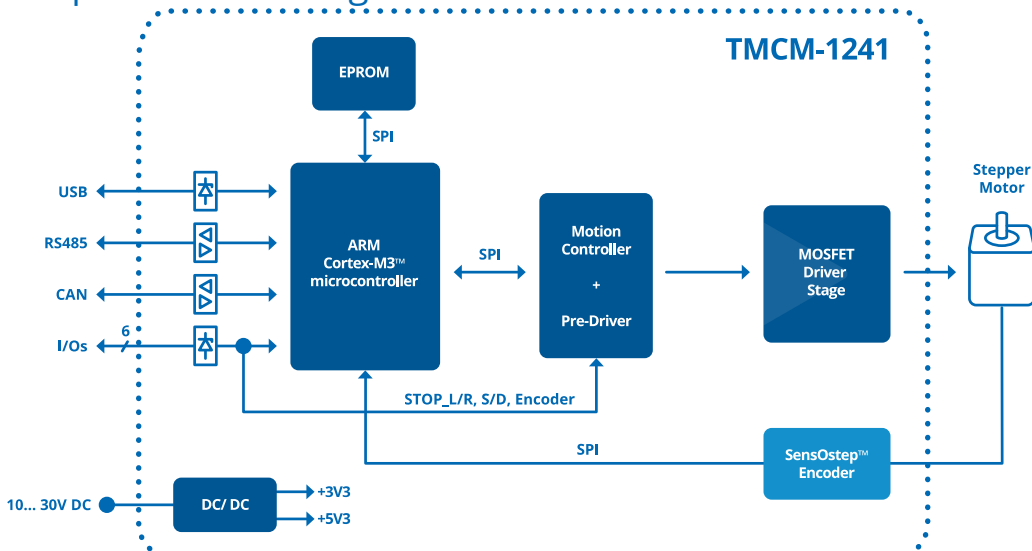 TMCM-1241
EPROM
SPI
USB
RS485
CAN
6
I/Os
ARM
Cortex-M3™
microcontroller
SPI
Motion
Controller
+
Pre-Driver
MOSFET
Driver
Stage
Stepper
Motor
STOP_L/R, S/D, Encoder
SPI
SensOstep™
Encoder
10... 30V DC
DC/ DC
+3V3
+5V3